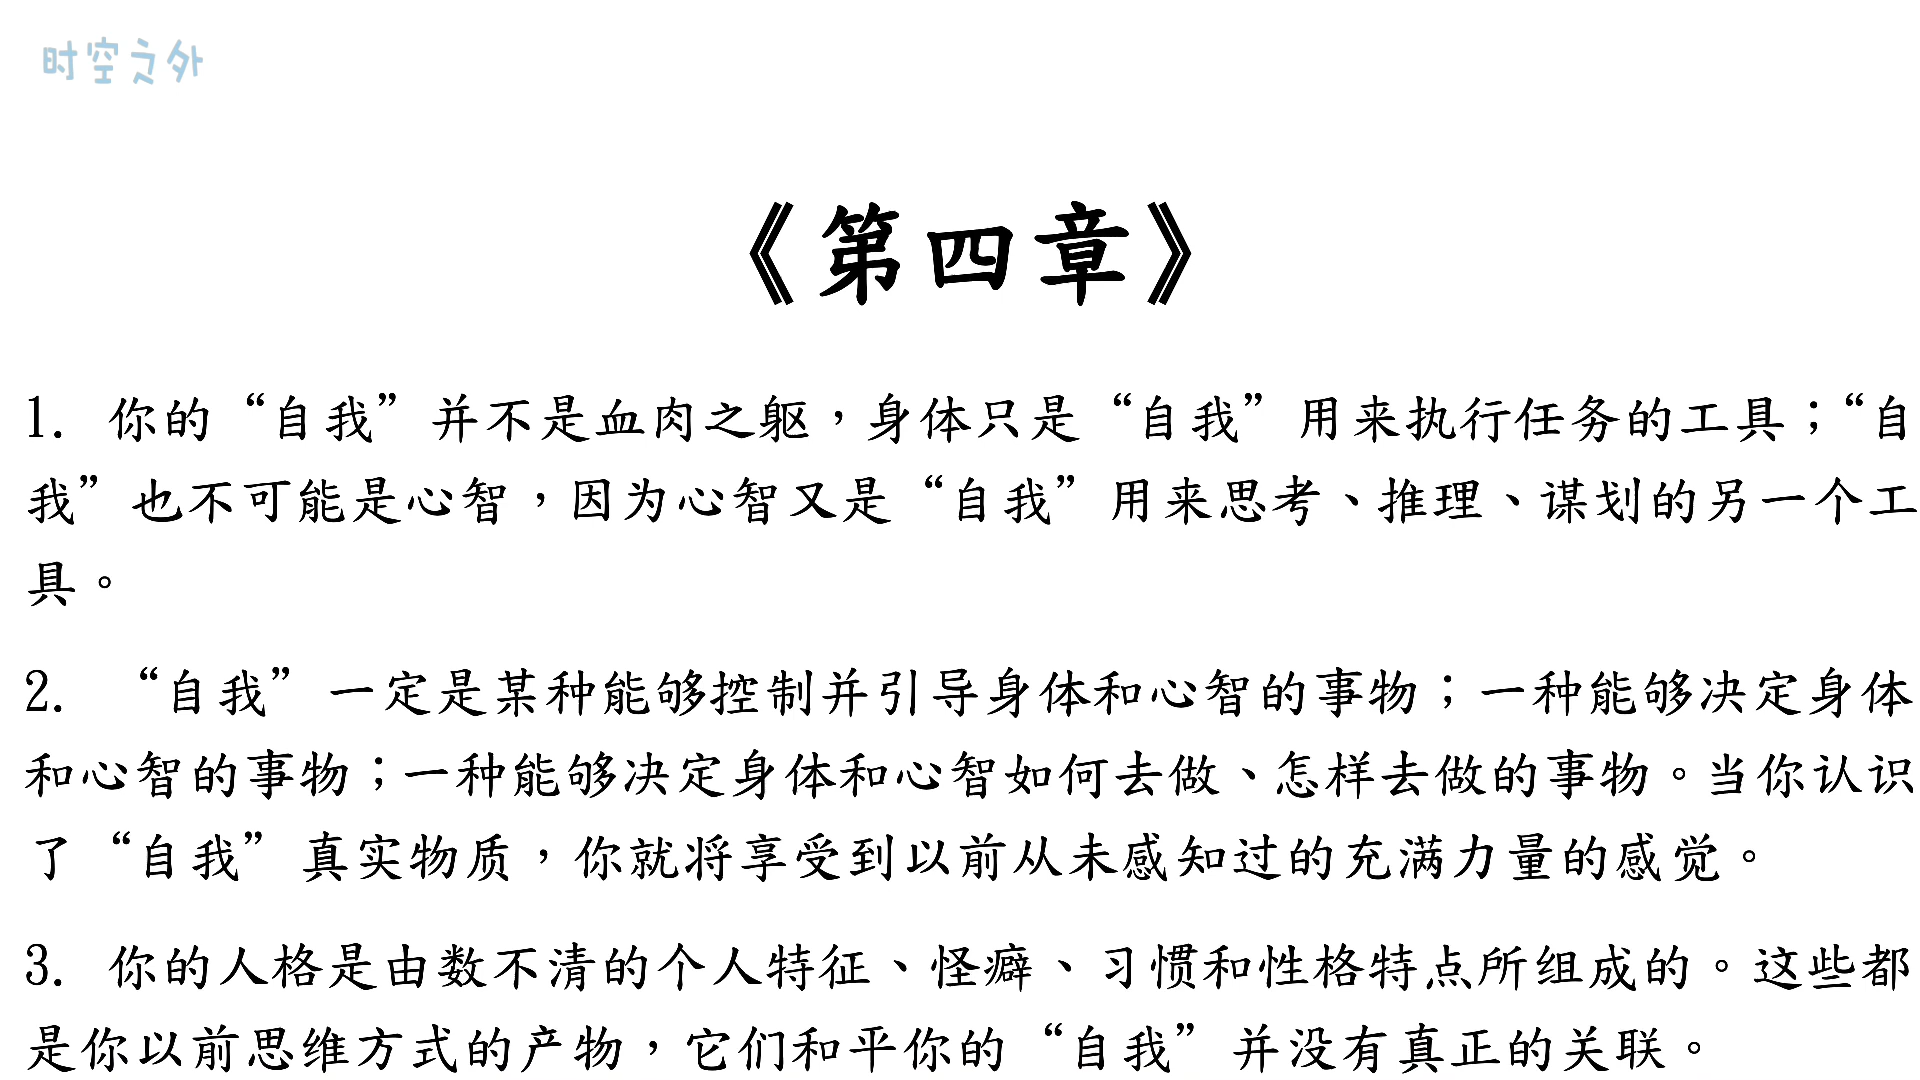 时空之外
《第四章》
1. 你的“自我”并不是血肉之躯，身体只是“自我”用来执行任务的工具；“自
我”也不可能是心智，因为心智又是“自我”用来思考、推理、谋划的另一个工
具。
2. “自我”一定是某种能够控制并引导身体和心智的事物；一种能够决定身体
和心智的事物；一种能够决定身体和心智如何去做、怎样去做的事物。当你认识
了“自我”真实物质，你就将享受到以前从未感知过的充满力量的感觉。
3. 你的人格是由数不清的个人特征、怪癖、习惯和性格特点所组成的。这些都
是你以前思维方式的产物，它们和平你的“自我”并没有真正的关联。